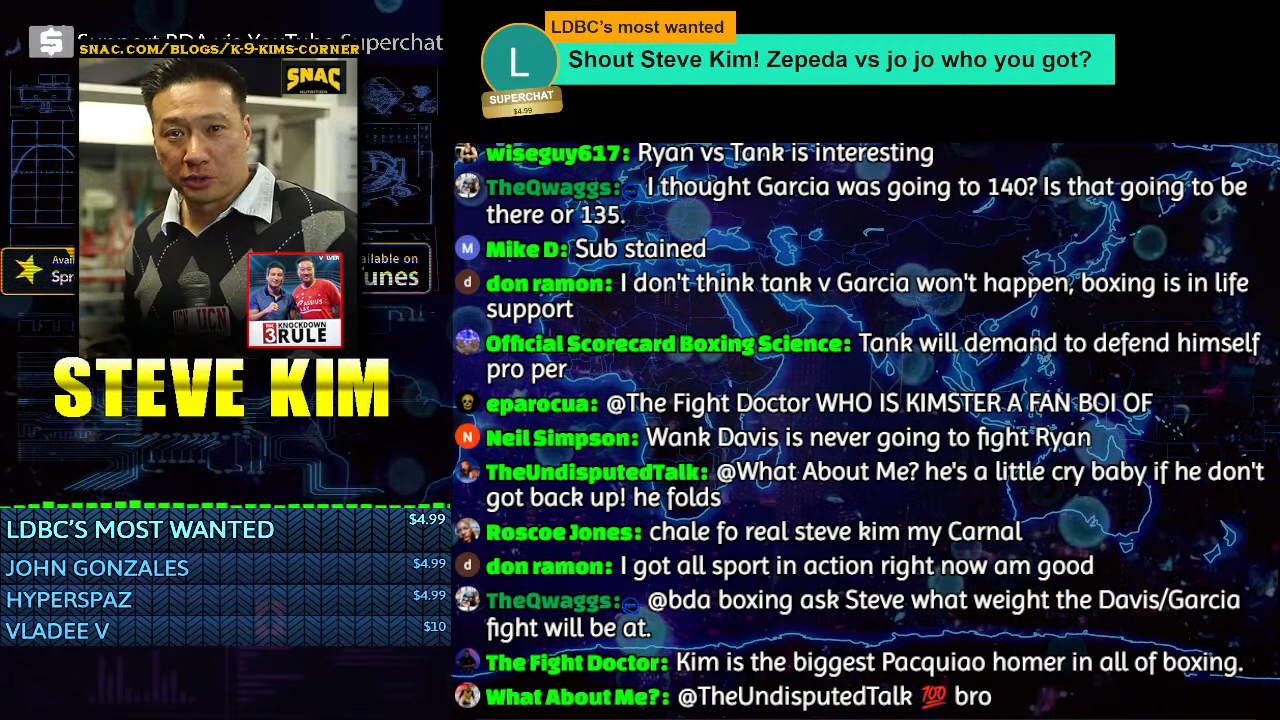 Support BDA via YouTube Superchat
SNAC.COM/BLOGS/K-9-KIMS-CORNER
SNAC
NUTRITION
UCN
UCN
Avai
Spr
ailable on
unes
KNOCKDOWN
3 RULE
STEVE KIM
LDBC'S MOST WANTED $4.99
JOHN GONZALES $4.99
HYPERSPAZ $4.99
VLADEE V $10
LDBC's most wanted
L
Shout Steve Kim! Zepeda vs jo jo who you got?
SUPERCHAT
$4.99
wiseguy617: Ryan vs Tank is interesting
TheQwaggs: I thought Garcia was going to 140? Is that going to be
there or 135.
M Mike D: Sub stained
d don ramon: I don't think tank v Garcia won't happen, boxing is in life
support
Official Scorecard Boxing Science: Tank will demand to defend himself
pro per
eparocua: @The Fight Doctor WHO IS KIMSTER A FAN BOI OF
N Neil Simpson: Wank Davis is never going to fight Ryan
TheUndisputedTalk: @What About Me? he's a little cry baby if he don't
got back up! he folds
Roscoe Jones: chale fo real steve kim my Carnal
d don ramon: I got all sport in action right now am good
TheQwaggs: @bda boxing ask Steve what weight the Davis/Garcia
fight will be at.
The Fight Doctor: Kim is the biggest Pacquiao homer in all of boxing.
What About Me?: @TheUndisputedTalk 💯 bro